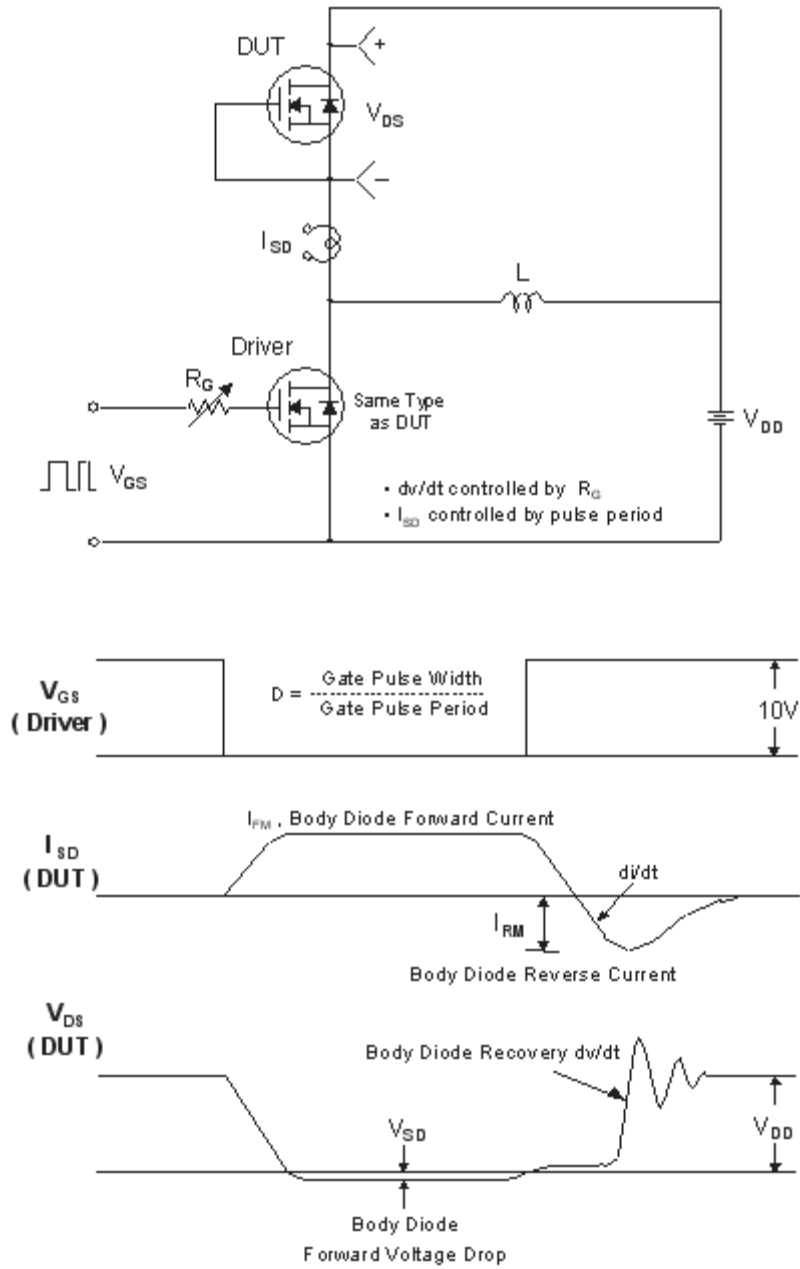 DUT
+
V_DS
−
I_SD
L
Driver
R_G
Same Type
as DUT
V_DD
V_GS
• dv/dt controlled by R_G
• I_SD controlled by pulse period
V_GS
( Driver )
D = Gate Pulse Width
Gate Pulse Period
10V
I_FM , Body Diode Forward Current
I_SD
( DUT )
di/dt
I_RM
Body Diode Reverse Current
V_DS
( DUT )
Body Diode Recovery dv/dt
V_SD
V_DD
Body Diode
Forward Voltage Drop